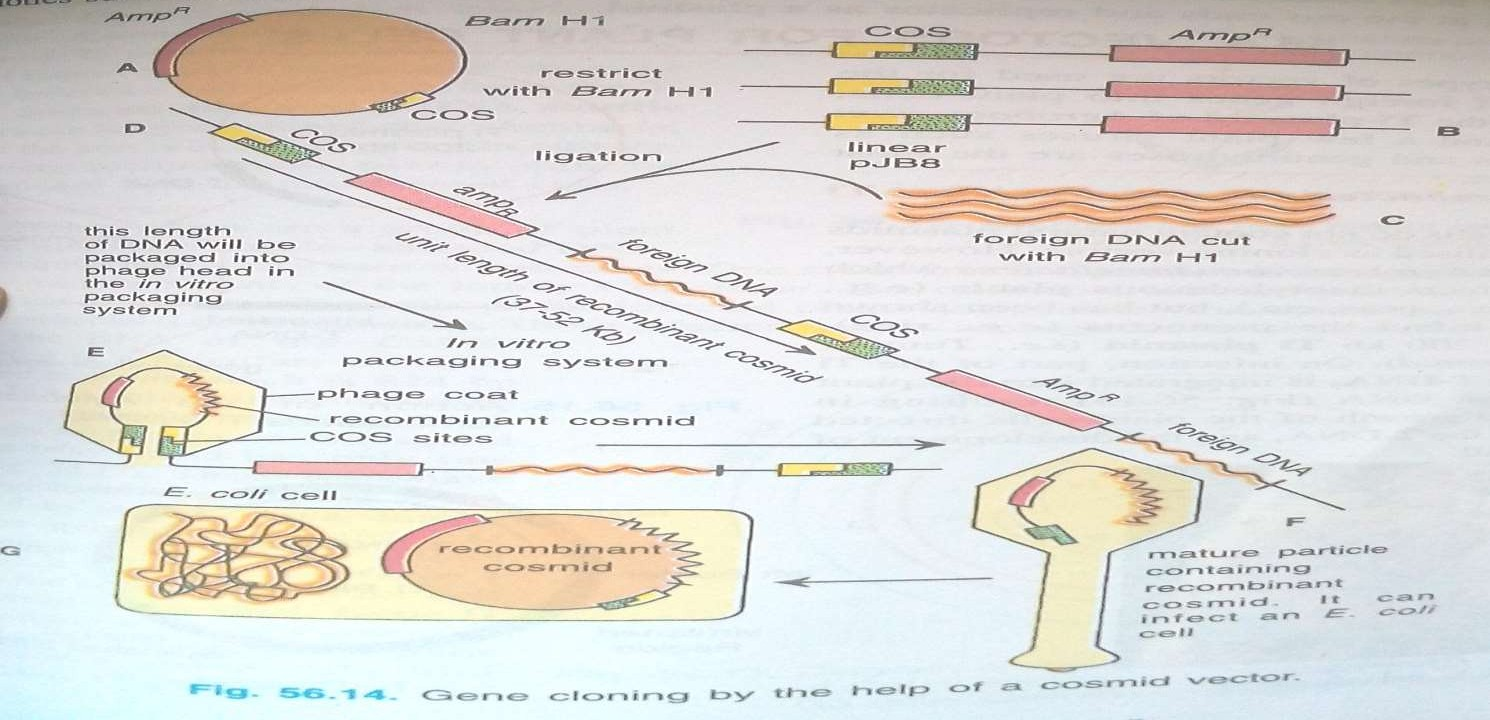 Amp^R
Bam H1
A
COS
restrict
with Bam H1
COS
Amp^R
B
linear
pJB8
D
COS
ligation
amp_R
C
foreign DNA cut
with Bam H1
this length
of DNA will be
packaged into
phage head in
the in vitro
packaging
system
foreign DNA
unit length of recombinant cosmid
(37-52 Kb)
COS
In vitro
packaging system
Amp^R
foreign DNA
E
phage coat
recombinant cosmid
COS sites
E. coli cell
G
recombinant
cosmid
F
mature particle
containing
recombinant
cosmid. It can
infect an E. coli
cell
Fig. 56.14. Gene cloning by the help of a cosmid vector.